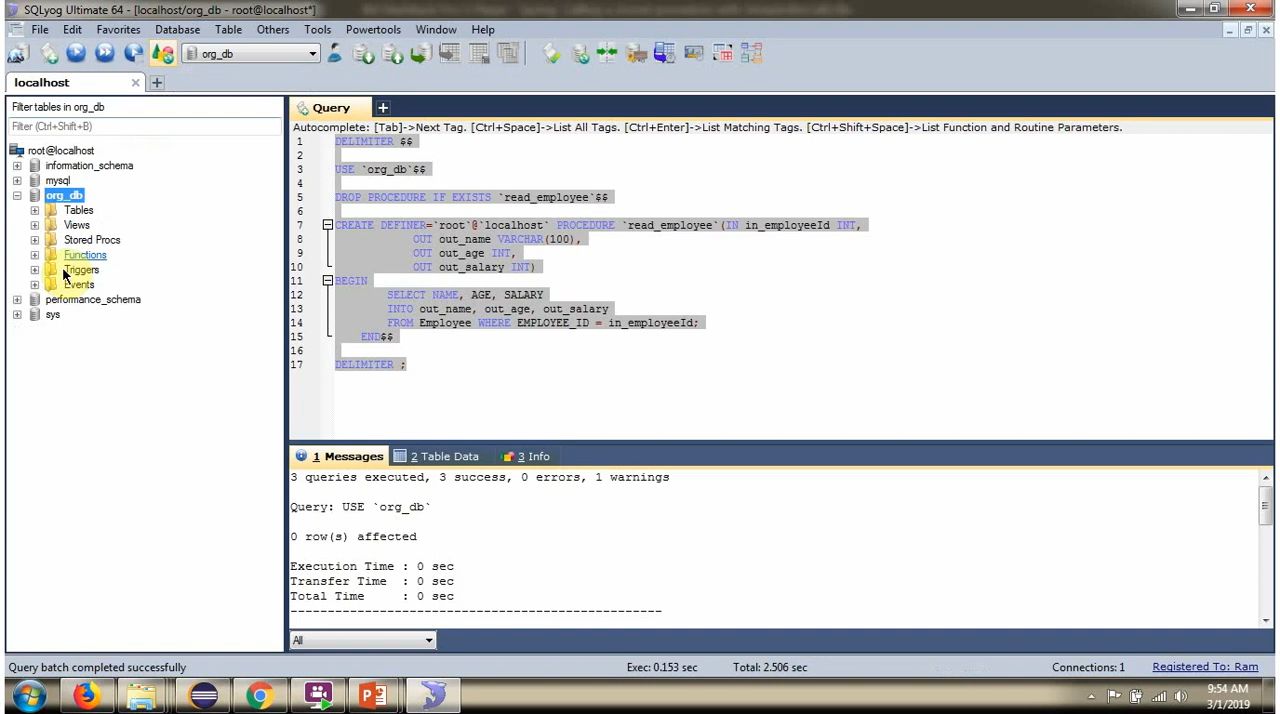 SQLyog Ultimate 64 - [localhost/org_db - root@localhost*]
File Edit Favorites Database Table Others Tools Powertools Window Help
org_db
localhost
Filter tables in org_db
Filter (Ctrl+Shift+B)
root@localhost
information_schema
mysql
org_db
Tables
Views
Stored Procs
Functions
Triggers
Events
performance_schema
sys
Query
Autocomplete: [Tab]->Next Tag. [Ctrl+Space]->List All Tags. [Ctrl+Enter]->List Matching Tags. [Ctrl+Shift+Space]->List Function and Routine Parameters.
1 DELIMITER $$
2
3 USE `org_db`$$
4
5 DROP PROCEDURE IF EXISTS `read_employee`$$
6
7 CREATE DEFINER=`root`@`localhost` PROCEDURE `read_employee`(IN in_employeeId INT,
8 OUT out_name VARCHAR(100),
9 OUT out_age INT,
10 OUT out_salary INT)
11 BEGIN
12 SELECT NAME, AGE, SALARY
13 INTO out_name, out_age, out_salary
14 FROM Employee WHERE EMPLOYEE_ID = in_employeeId;
15 END$$
16
17 DELIMITER ;
1 Messages 2 Table Data 3 Info
3 queries executed, 3 success, 0 errors, 1 warnings
Query: USE `org_db`
0 row(s) affected
Execution Time : 0 sec
Transfer Time : 0 sec
Total Time : 0 sec
-----------------------------------------------------
All
Query batch completed successfully
Exec: 0.153 sec
Total: 2.506 sec
Connections: 1
Registered To: Ram
9:54 AM
3/1/2019